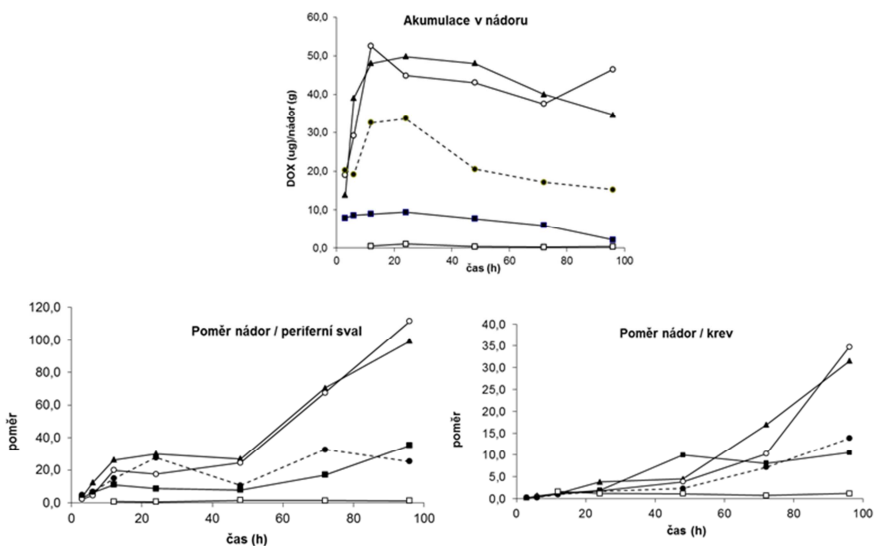 Akumulace v nádoru
60,0
50,0
40,0
30,0
20,0
10,0
0,0
DOX (ug)/nádor (g)
0 20 40 60 80 100
čas (h)
Poměr nádor / periferní sval
120,0
100,0
80,0
60,0
40,0
20,0
0,0
poměr
0 20 40 60 80 100
čas (h)
Poměr nádor / krev
40,0
35,0
30,0
25,0
20,0
15,0
10,0
5,0
0,0
poměr
0 20 40 60 80 100
čas (h)